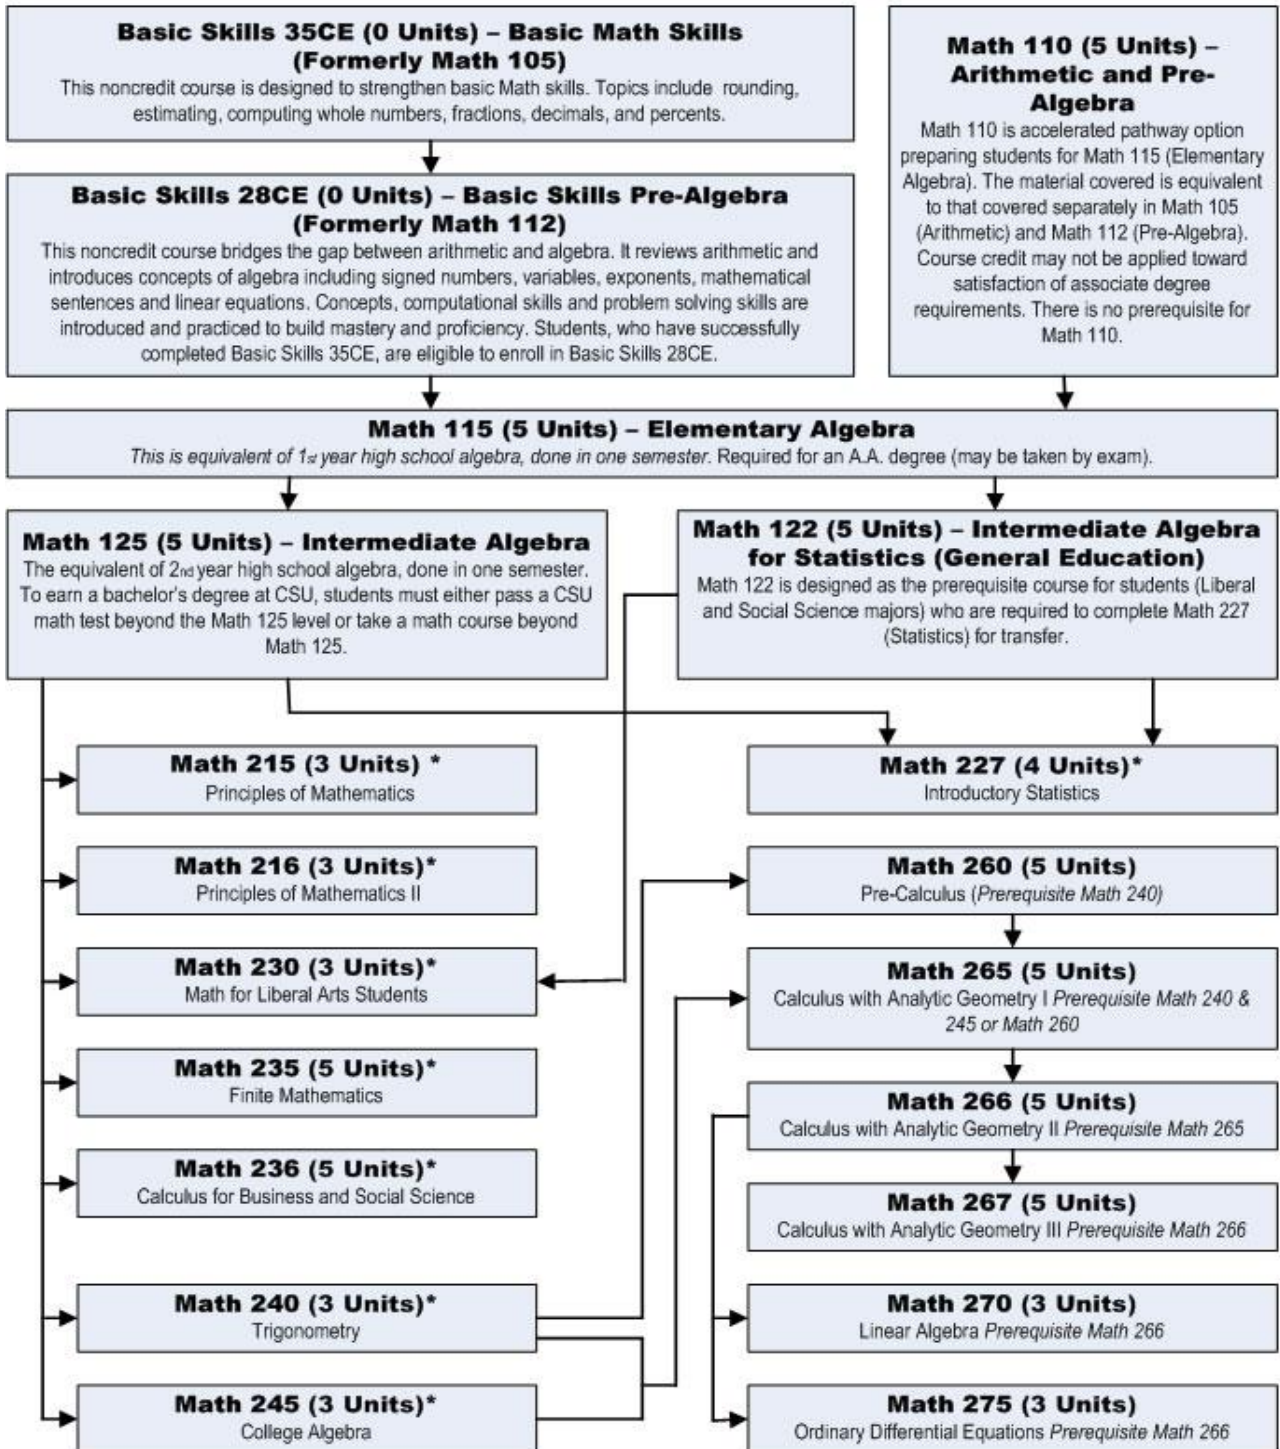 Basic Skills 35CE (0 Units) – Basic Math Skills
(Formerly Math 105)
This noncredit course is designed to strengthen basic Math skills. Topics include rounding,
estimating, computing whole numbers, fractions, decimals, and percents.
Math 110 (5 Units) –
Arithmetic and Pre-
Algebra
Math 110 is accelerated pathway option
preparing students for Math 115 (Elementary
Algebra). The material covered is equivalent
to that covered separately in Math 105
(Arithmetic) and Math 112 (Pre-Algebra).
Course credit may not be applied toward
satisfaction of associate degree
requirements. There is no prerequisite for
Math 110.
Basic Skills 28CE (0 Units) – Basic Skills Pre-Algebra
(Formerly Math 112)
This noncredit course bridges the gap between arithmetic and algebra. It reviews arithmetic and
introduces concepts of algebra including signed numbers, variables, exponents, mathematical
sentences and linear equations. Concepts, computational skills and problem solving skills are
introduced and practiced to build mastery and proficiency. Students, who have successfully
completed Basic Skills 35CE, are eligible to enroll in Basic Skills 28CE.
Math 115 (5 Units) – Elementary Algebra
This is equivalent of 1st year high school algebra, done in one semester. Required for an A.A. degree (may be taken by exam).
Math 125 (5 Units) – Intermediate Algebra
The equivalent of 2nd year high school algebra, done in one semester.
To earn a bachelor's degree at CSU, students must either pass a CSU
math test beyond the Math 125 level or take a math course beyond
Math 125.
Math 122 (5 Units) – Intermediate Algebra
for Statistics (General Education)
Math 122 is designed as the prerequisite course for students (Liberal
and Social Science majors) who are required to complete Math 227
(Statistics) for transfer.
Math 215 (3 Units) *
Principles of Mathematics
Math 216 (3 Units)*
Principles of Mathematics II
Math 230 (3 Units)*
Math for Liberal Arts Students
Math 235 (5 Units)*
Finite Mathematics
Math 236 (5 Units)*
Calculus for Business and Social Science
Math 240 (3 Units)*
Trigonometry
Math 245 (3 Units)*
College Algebra
Math 227 (4 Units)*
Introductory Statistics
Math 260 (5 Units)
Pre-Calculus (Prerequisite Math 240)
Math 265 (5 Units)
Calculus with Analytic Geometry I Prerequisite Math 240 &
245 or Math 260
Math 266 (5 Units)
Calculus with Analytic Geometry II Prerequisite Math 265
Math 267 (5 Units)
Calculus with Analytic Geometry III Prerequisite Math 266
Math 270 (3 Units)
Linear Algebra Prerequisite Math 266
Math 275 (3 Units)
Ordinary Differential Equations Prerequisite Math 266